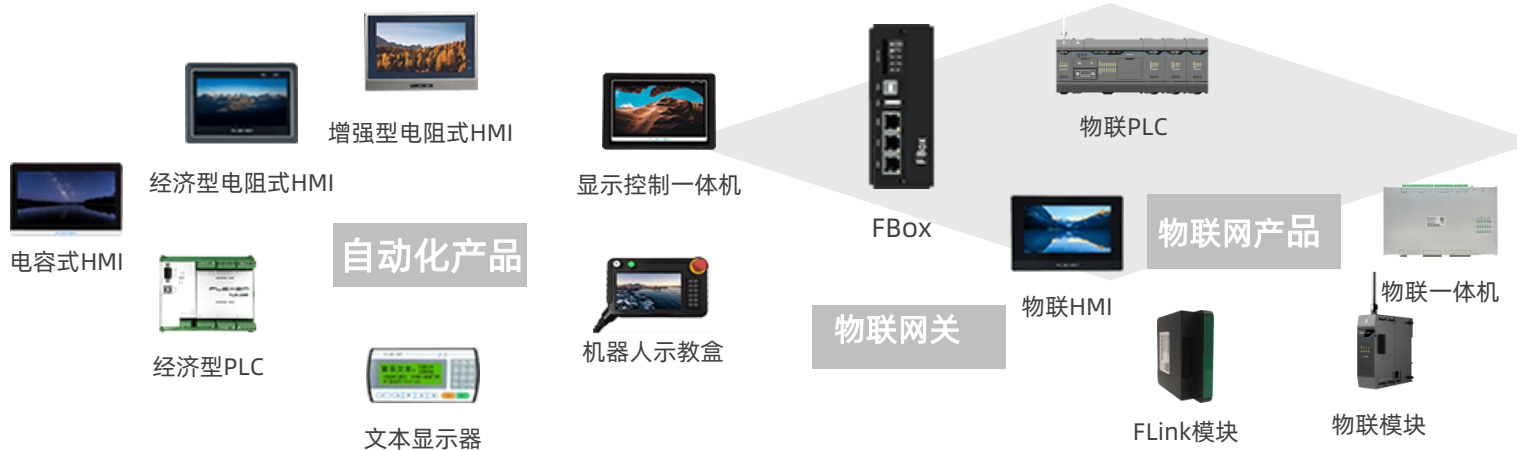 增强型电阻式HMI
经济型电阻式HMI
电容式HMI
自动化产品
经济型PLC
文本显示器
显示控制一体机
机器人示教盒
FBox
FBox
物联网关
物联PLC
物联HMI
物联网产品
物联一体机
FLink模块
物联模块